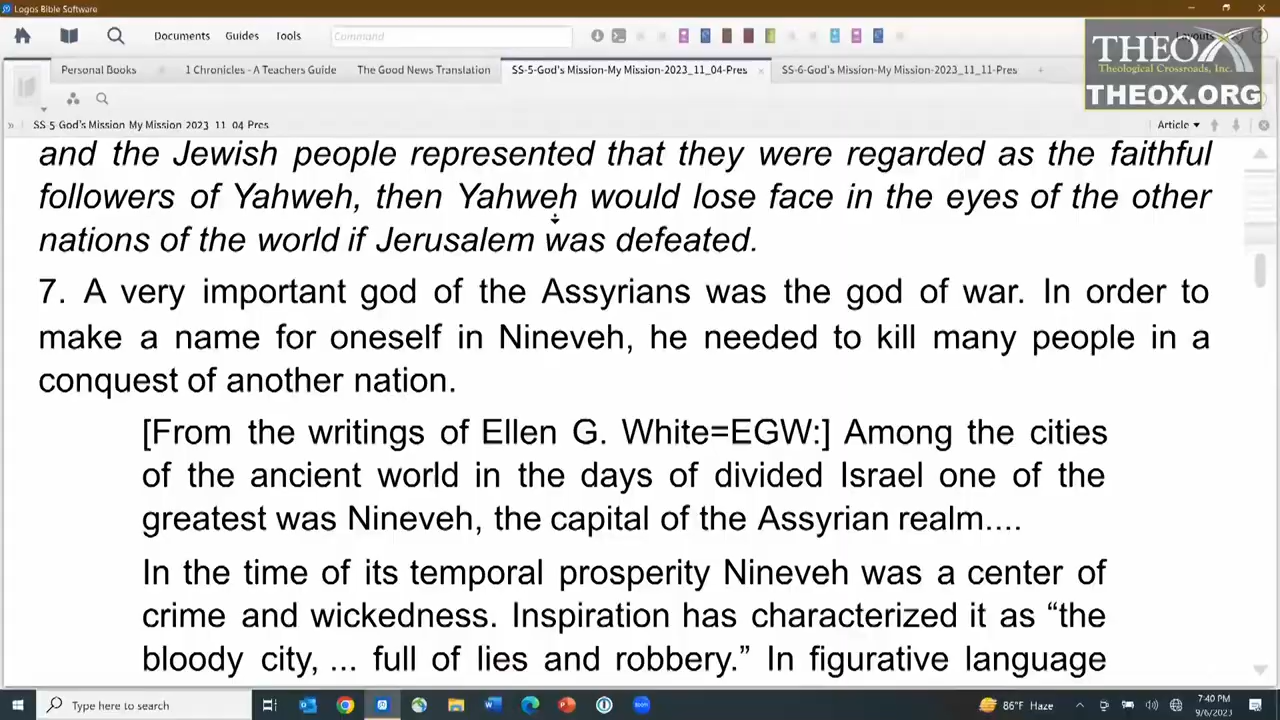 Logos Bible Software
Documents Guides Tools Command Layouts
THEOX
Theological Crossroads, Inc.
THEOX.ORG
Personal Books 1 Chronicles - A Teachers Guide The God of Neologic SS-5-God's Mission-My Mission-2023_11_04-Pres SS-6-God's Mission-My Mission-2023_11_11-Pres
SS 5 God's Mission-My Mission 2023 11 04 Pres Article
and the Jewish people represented that they were regarded as the faithful
followers of Yahweh, then Yahweh would lose face in the eyes of the other
nations of the world if Jerusalem was defeated.
7. A very important god of the Assyrians was the god of war. In order to
make a name for oneself in Nineveh, he needed to kill many people in a
conquest of another nation.
[From the writings of Ellen G. White=EGW:] Among the cities
of the ancient world in the days of divided Israel one of the
greatest was Nineveh, the capital of the Assyrian realm....
In the time of its temporal prosperity Nineveh was a center of
crime and wickedness. Inspiration has characterized it as “the
bloody city, ... full of lies and robbery.” In figurative language
Type here to search
86°F Haze
7:40 PM
9/6/2023